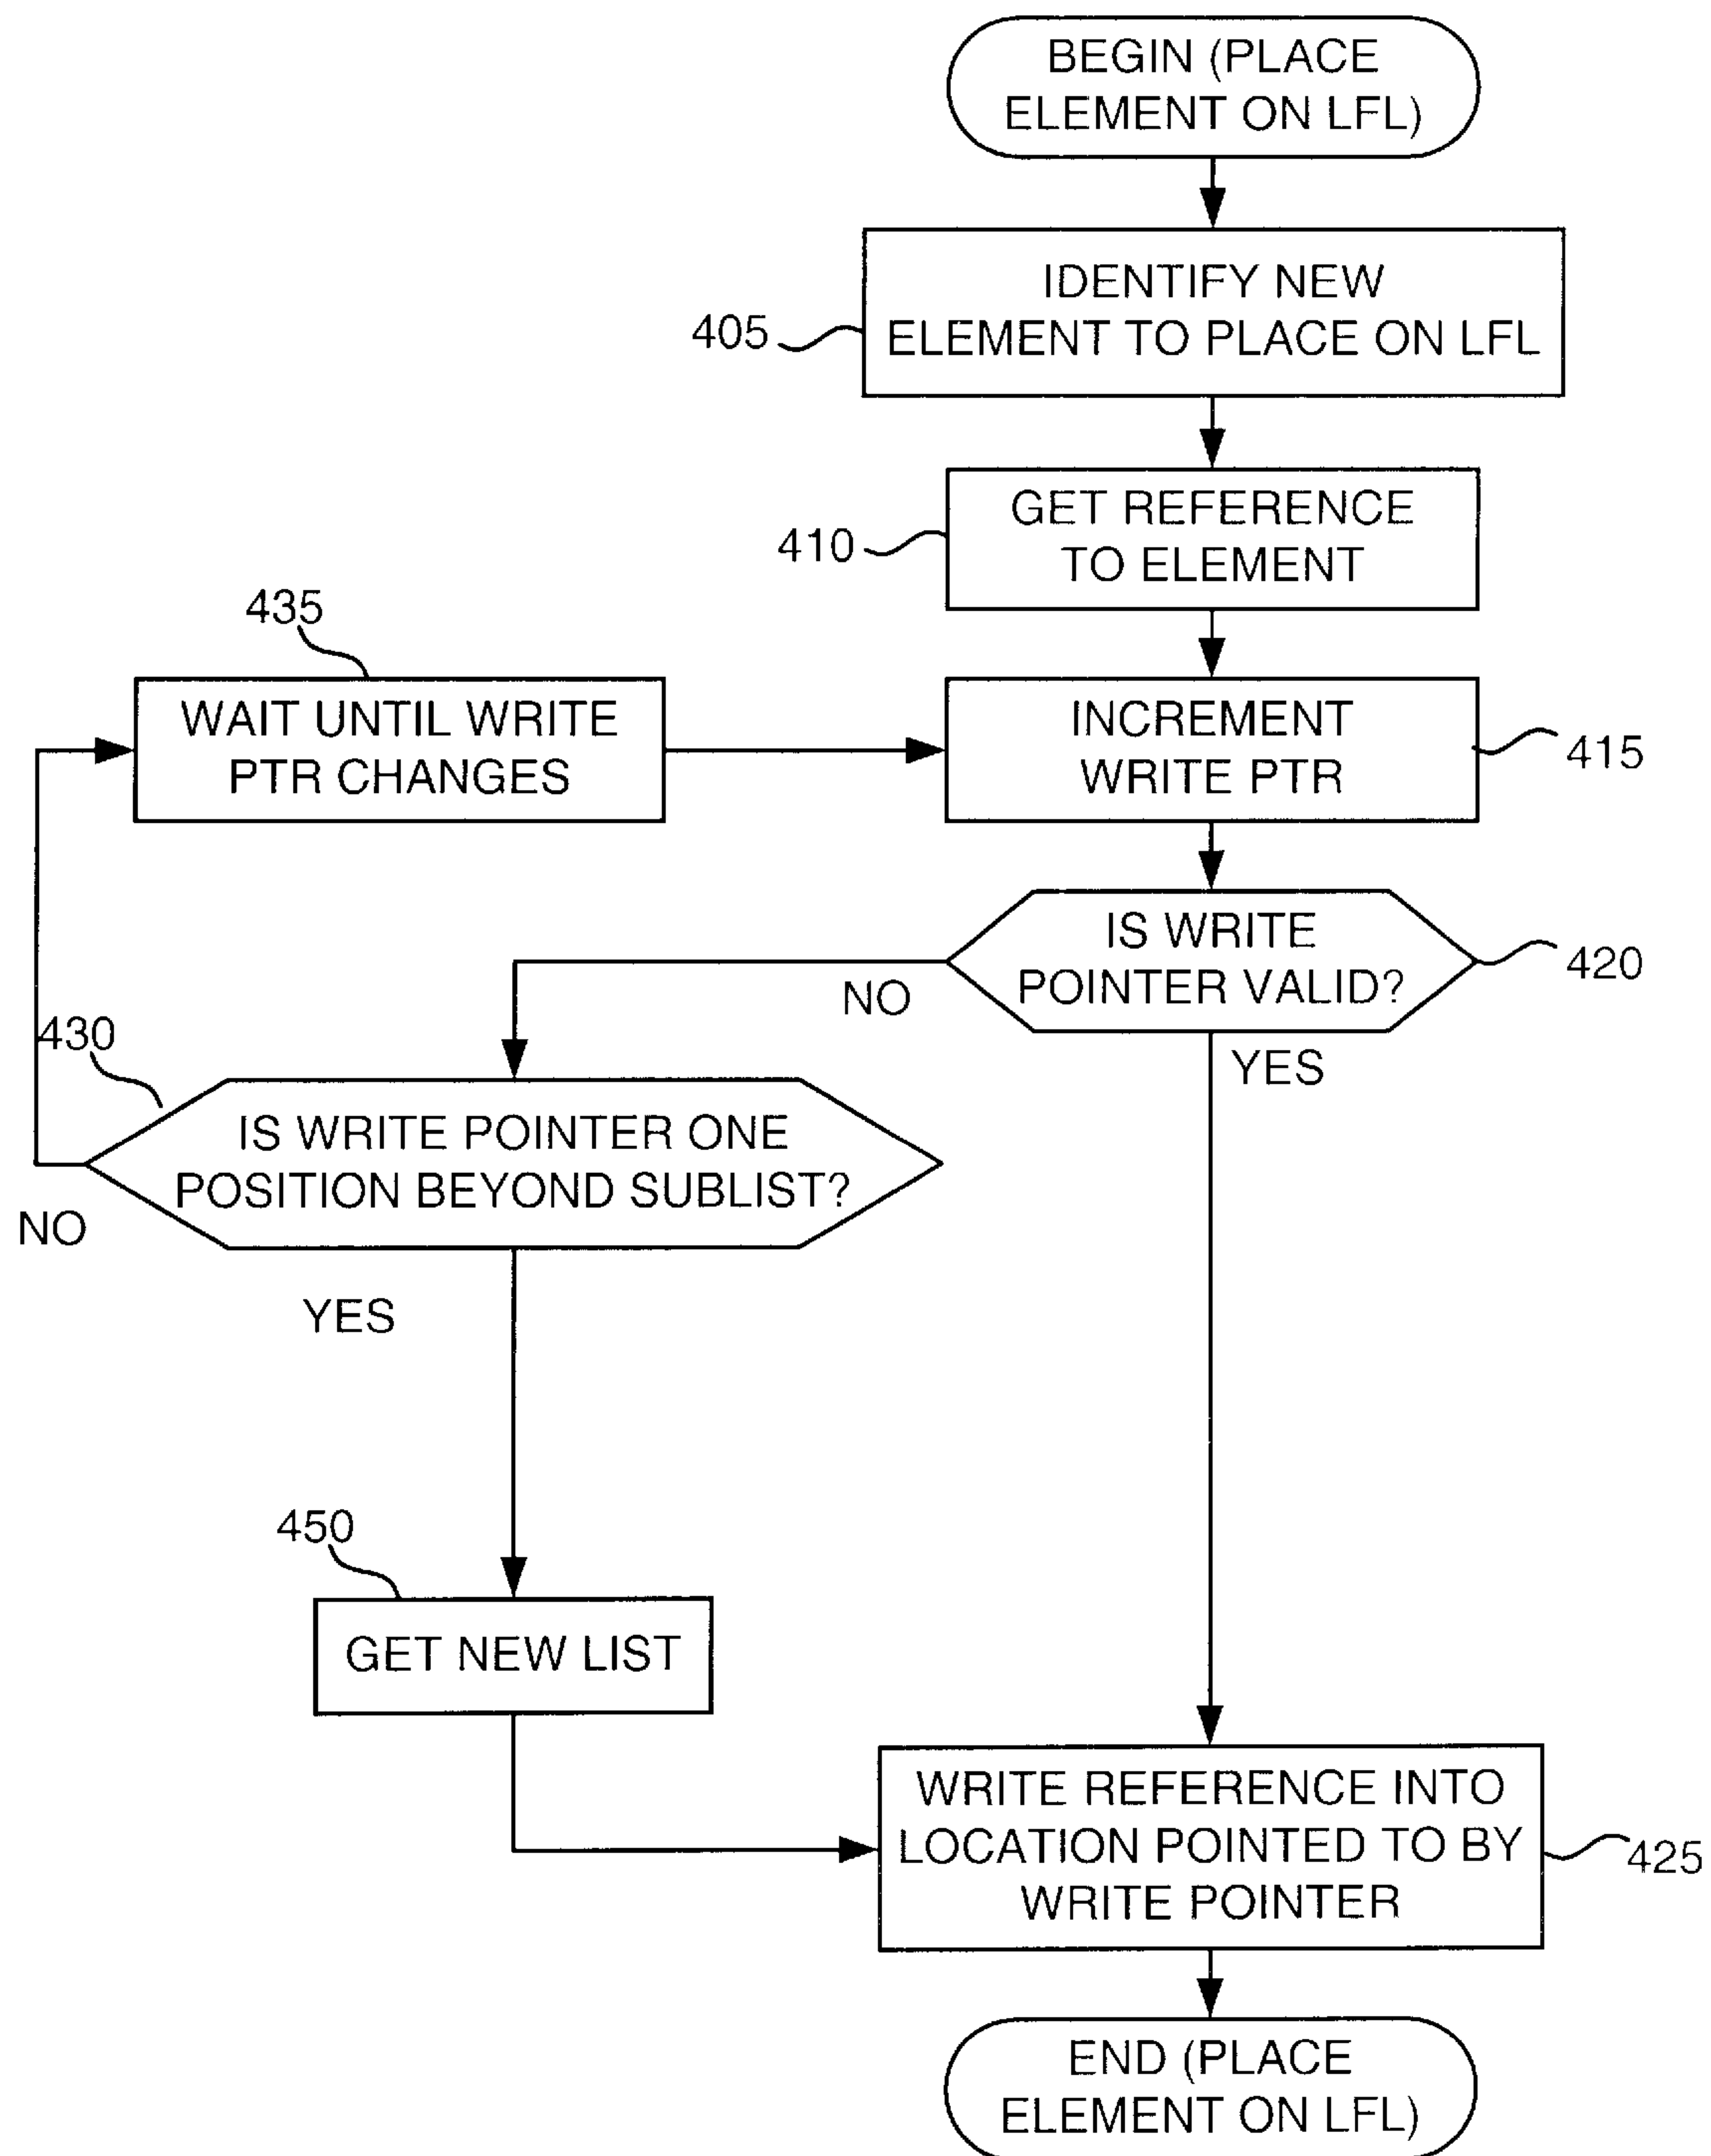 BEGIN (PLACE
ELEMENT ON LFL)
IDENTIFY NEW
ELEMENT TO PLACE ON LFL
405
GET REFERENCE
TO ELEMENT
410
435
WAIT UNTIL WRITE
PTR CHANGES
INCREMENT
WRITE PTR
415
IS WRITE
POINTER VALID?
420
NO
YES
430
IS WRITE POINTER ONE
POSITION BEYOND SUBLIST?
NO
YES
450
GET NEW LIST
WRITE REFERENCE INTO
LOCATION POINTED TO BY
WRITE POINTER
425
END (PLACE
ELEMENT ON LFL)